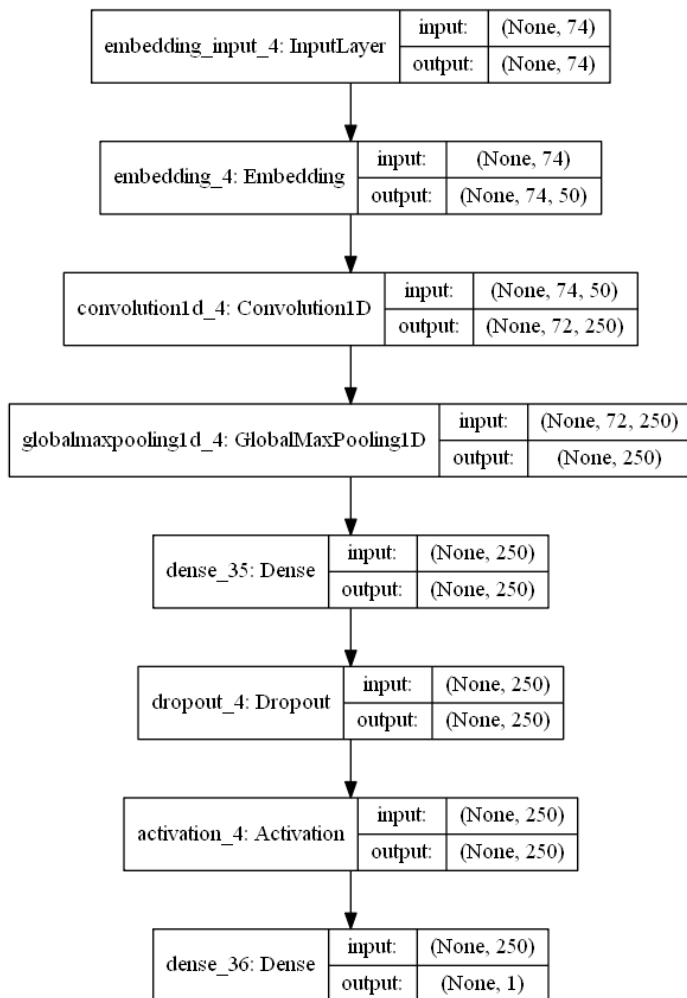 embedding_input_4: InputLayer
input: (None, 74)
output: (None, 74)
embedding_4: Embedding
input: (None, 74)
output: (None, 74, 50)
convolution1d_4: Convolution1D
input: (None, 74, 50)
output: (None, 72, 250)
globalmaxpooling1d_4: GlobalMaxPooling1D
input: (None, 72, 250)
output: (None, 250)
dense_35: Dense
input: (None, 250)
output: (None, 250)
dropout_4: Dropout
input: (None, 250)
output: (None, 250)
activation_4: Activation
input: (None, 250)
output: (None, 250)
dense_36: Dense
input: (None, 250)
output: (None, 1)